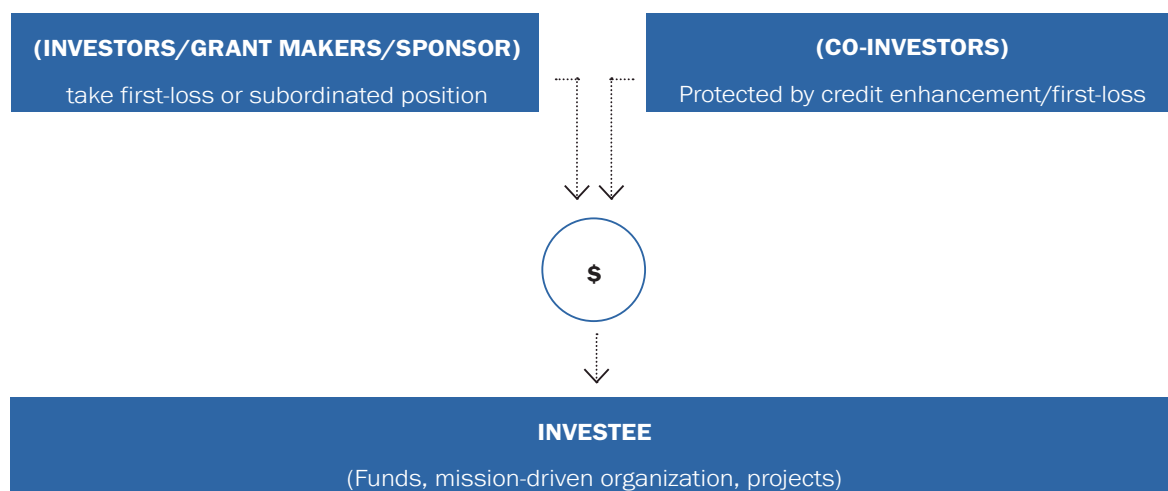 (INVESTORS/GRANT MAKERS/SPONSOR)
take first-loss or subordinated position
(CO-INVESTORS)
Protected by credit enhancement/first-loss
$
INVESTEE
(Funds, mission-driven organization, projects)